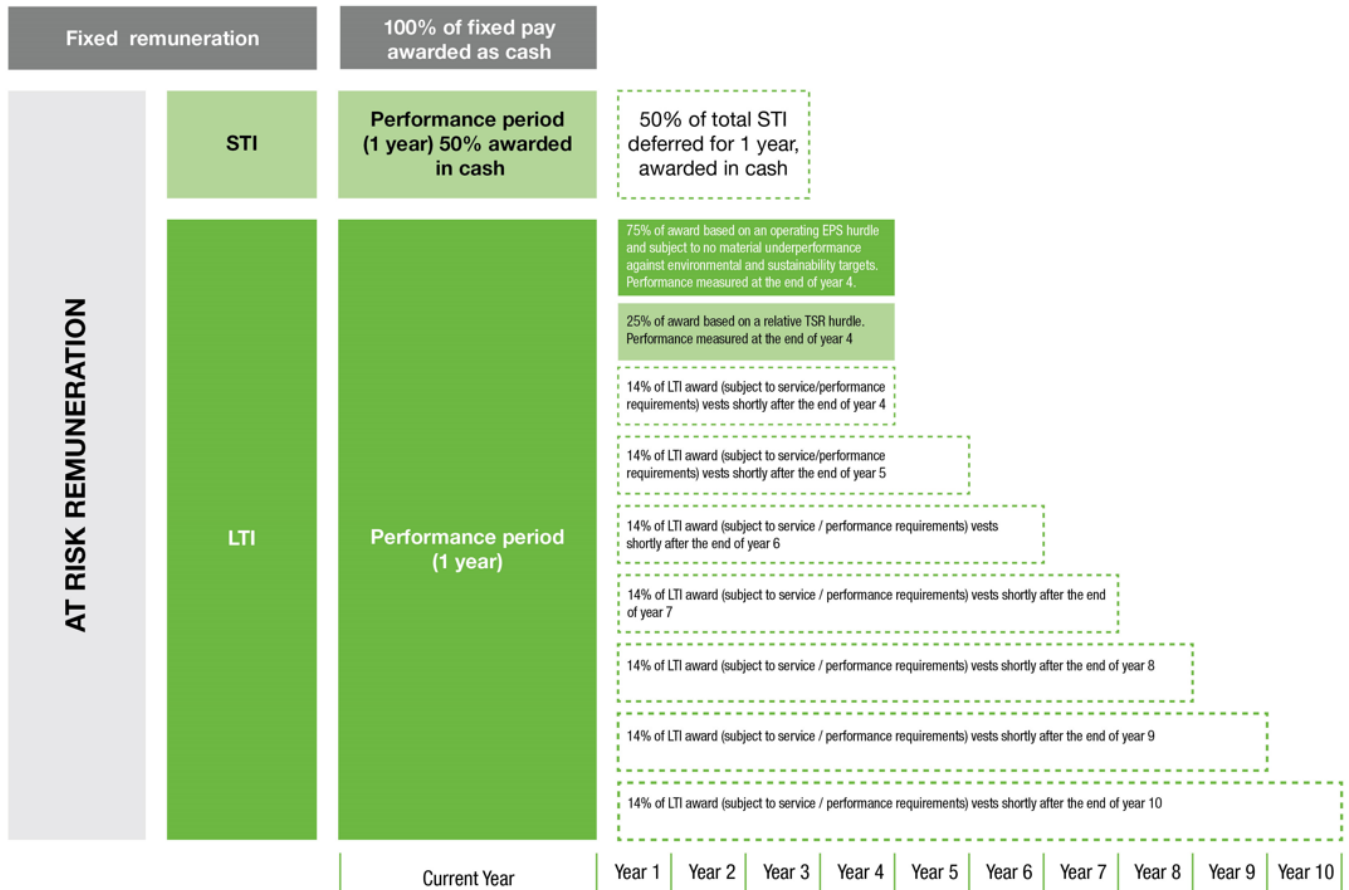 Fixed remuneration
100% of fixed pay
awarded as cash
AT RISK REMUNERATION
STI
Performance period
(1 year) 50% awarded
in cash
50% of total STI
deferred for 1 year,
awarded in cash
LTI
Performance period
(1 year)
75% of award based on an operating EPS hurdle
and subject to no material underperformance
against environmental and sustainability targets.
Performance measured at the end of year 4.
25% of award based on a relative TSR hurdle.
Performance measured at the end of year 4
14% of LTI award (subject to service/performance
requirements) vests shortly after the end of year 4
14% of LTI award (subject to service/performance
requirements) vests shortly after the end of year 5
14% of LTI award (subject to service / performance requirements) vests
shortly after the end of year 6
14% of LTI award (subject to service / performance requirements) vests shortly after the end
of year 7
14% of LTI award (subject to service / performance requirements) vests shortly after the end of year 8
14% of LTI award (subject to service / performance requirements) vests shortly after the end of year 9
14% of LTI award (subject to service / performance requirements) vests shortly after the end of year 10
Current Year Year 1 Year 2 Year 3 Year 4 Year 5 Year 6 Year 7 Year 8 Year 9 Year 10